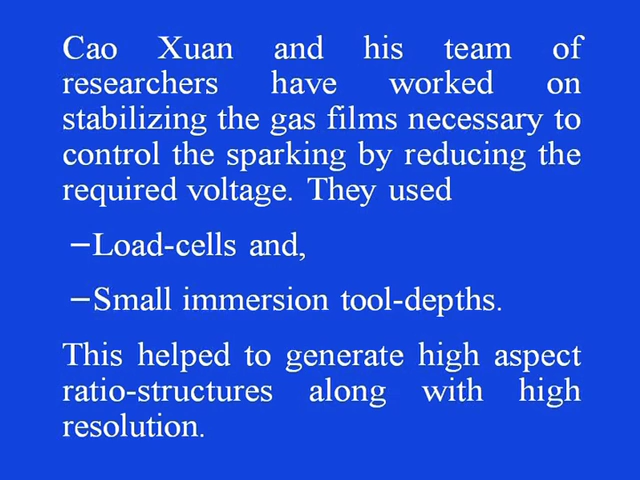 Cao Xuan and his team of
researchers have worked on
stabilizing the gas films necessary to
control the sparking by reducing the
required voltage. They used
–Load-cells and,
–Small immersion tool-depths.
This helped to generate high aspect
ratio-structures along with high
resolution.